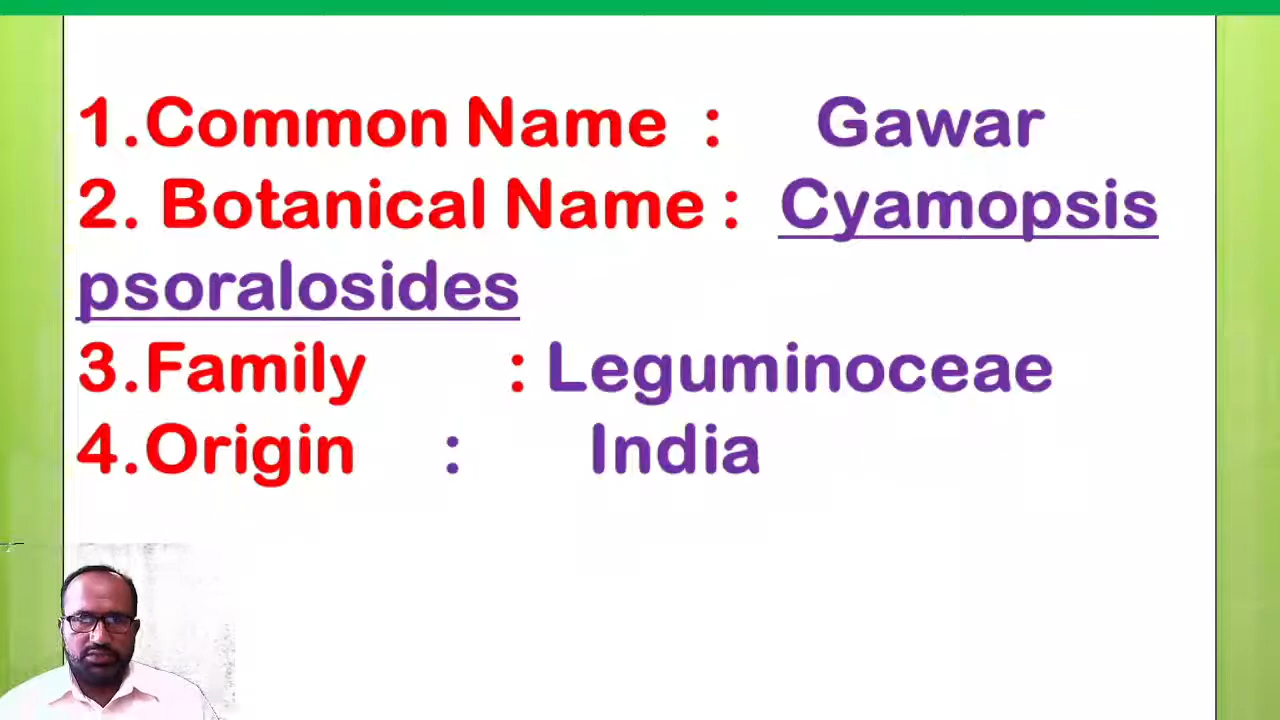 1.Common Name : Gawar
2. Botanical Name : Cyamopsis
psoralosides
3.Family : Leguminoceae
4.Origin : India